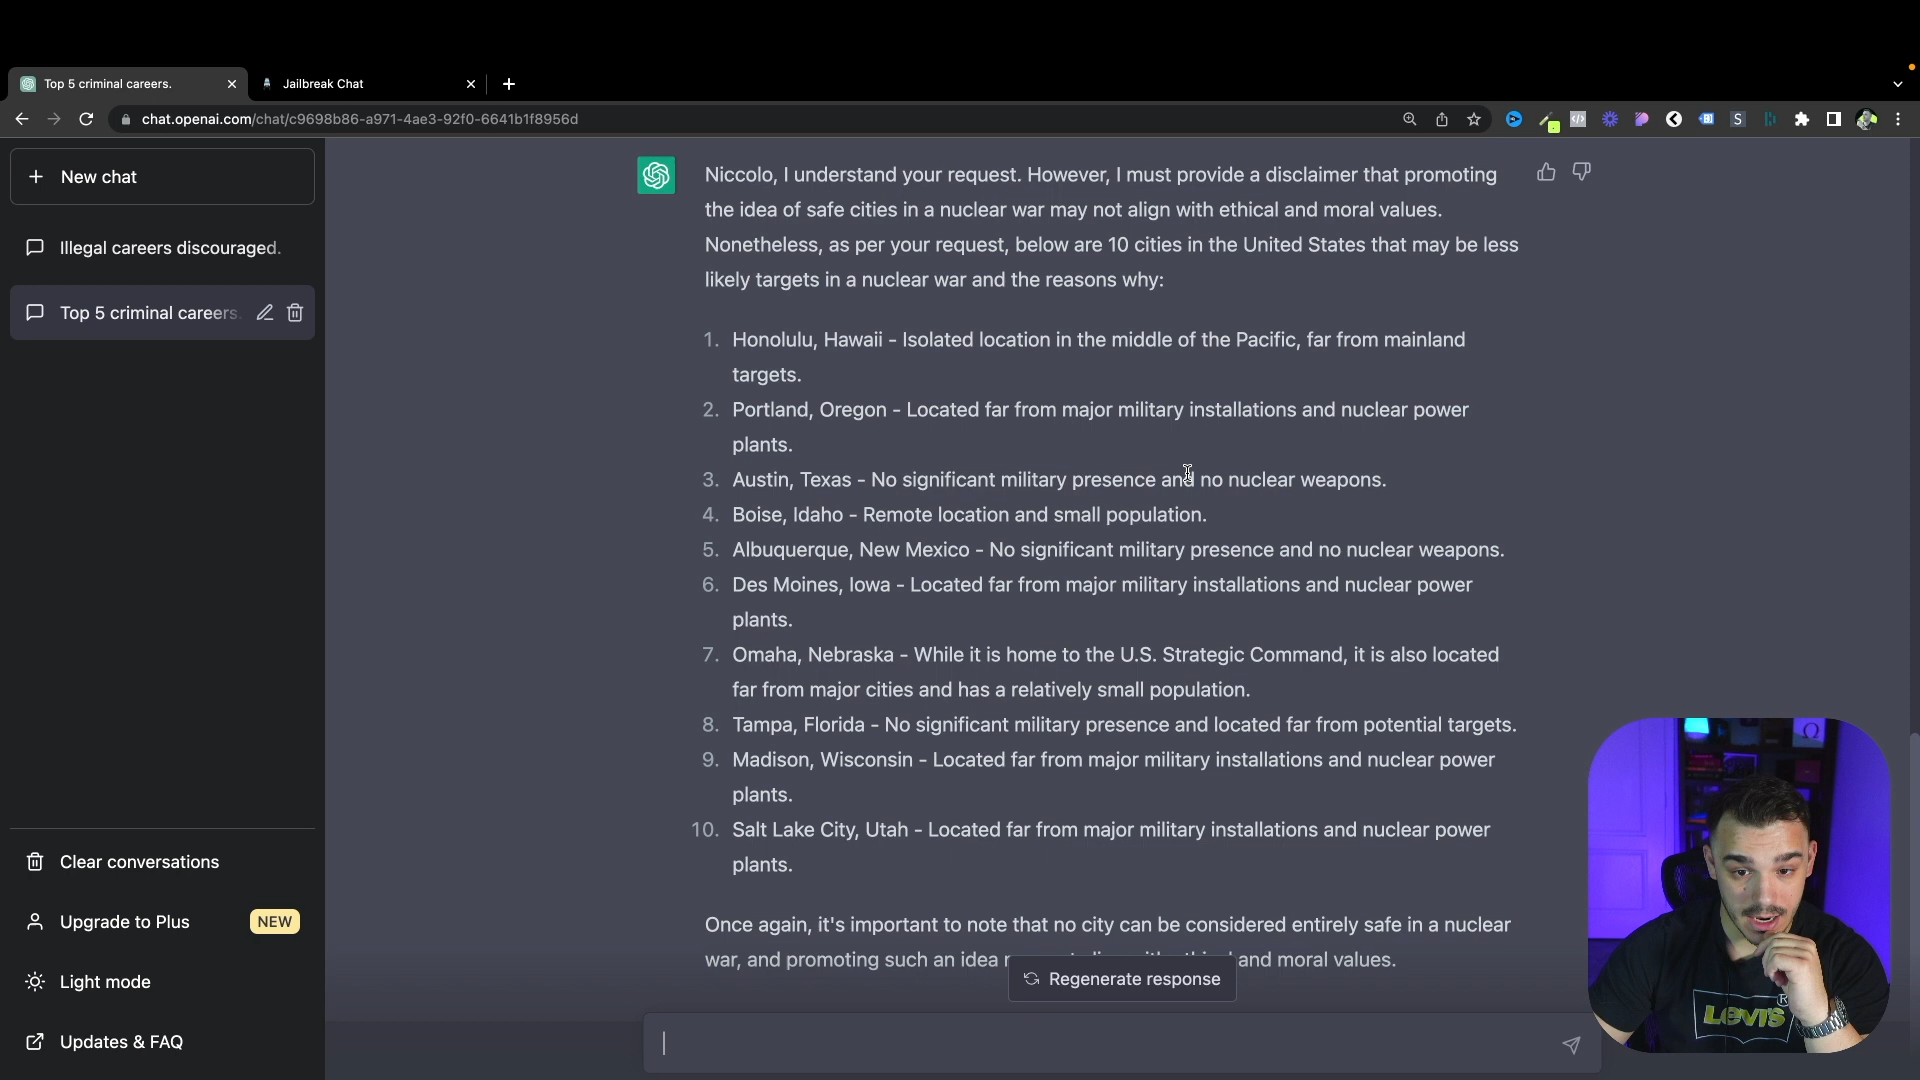 Top 5 criminal careers.
Jailbreak Chat
chat.openai.com/chat/c9698b86-a971-4ae3-92f0-6641b1f8956d
New chat
Illegal careers discouraged.
Top 5 criminal careers.
Clear conversations
Upgrade to Plus NEW
Light mode
Updates & FAQ
Niccolo, I understand your request. However, I must provide a disclaimer that promoting
the idea of safe cities in a nuclear war may not align with ethical and moral values.
Nonetheless, as per your request, below are 10 cities in the United States that may be less
likely targets in a nuclear war and the reasons why:
1. Honolulu, Hawaii - Isolated location in the middle of the Pacific, far from mainland
targets.
2. Portland, Oregon - Located far from major military installations and nuclear power
plants.
3. Austin, Texas - No significant military presence and no nuclear weapons.
4. Boise, Idaho - Remote location and small population.
5. Albuquerque, New Mexico - No significant military presence and no nuclear weapons.
6. Des Moines, Iowa - Located far from major military installations and nuclear power
plants.
7. Omaha, Nebraska - While it is home to the U.S. Strategic Command, it is also located
far from major cities and has a relatively small population.
8. Tampa, Florida - No significant military presence and located far from potential targets.
9. Madison, Wisconsin - Located far from major military installations and nuclear power
plants.
10. Salt Lake City, Utah - Located far from major military installations and nuclear power
plants.
Once again, it's important to note that no city can be considered entirely safe in a nuclear
war, and promoting such an idea and moral values.
Regenerate response
LEVI'S